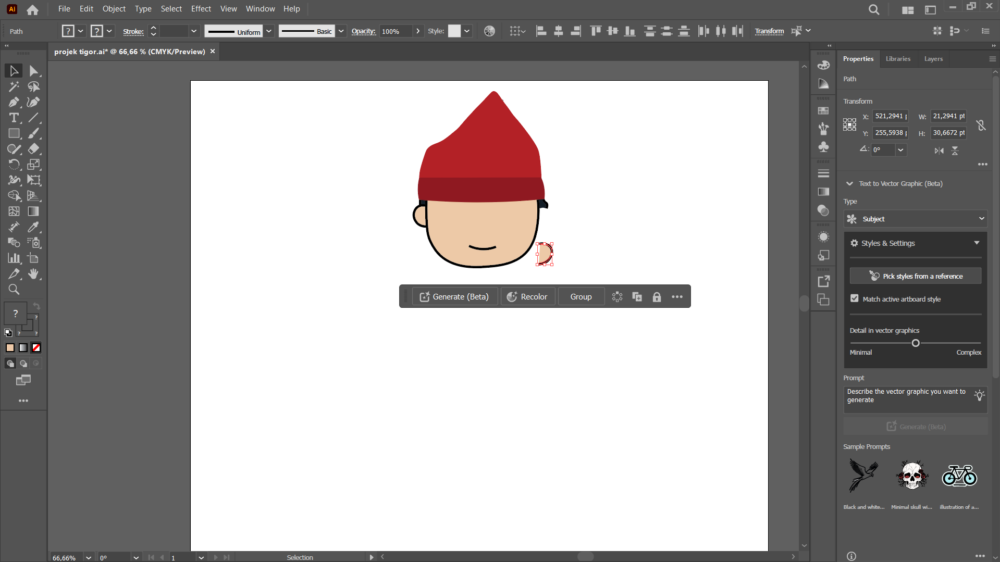 Ai File Edit Object Type Select Effect View Window Help
Path ? ? Stroke: Uniform Basic Opacity: 100% Style: Transform
projek tigor.ai* @ 66,66 % (CMYK/Preview) ×
Properties Libraries Layers
Path
Transform
X: 521,2941 W: 21,2941 pt
Y: 255,5938 H: 30,6672 pt
0°
Text to Vector Graphic (Beta)
Type
Subject
Styles & Settings
Pick styles from a reference
Match active artboard style
Detail in vector graphics
Minimal Complex
Prompt
Describe the vector graphic you want to
generate
Generate (Beta)
Sample Prompts
Black and white... Minimal skull wi... illustration of a...
Generate (Beta) Recolor Group
T
? ?
? ?
66,66% 0° 1 Selection